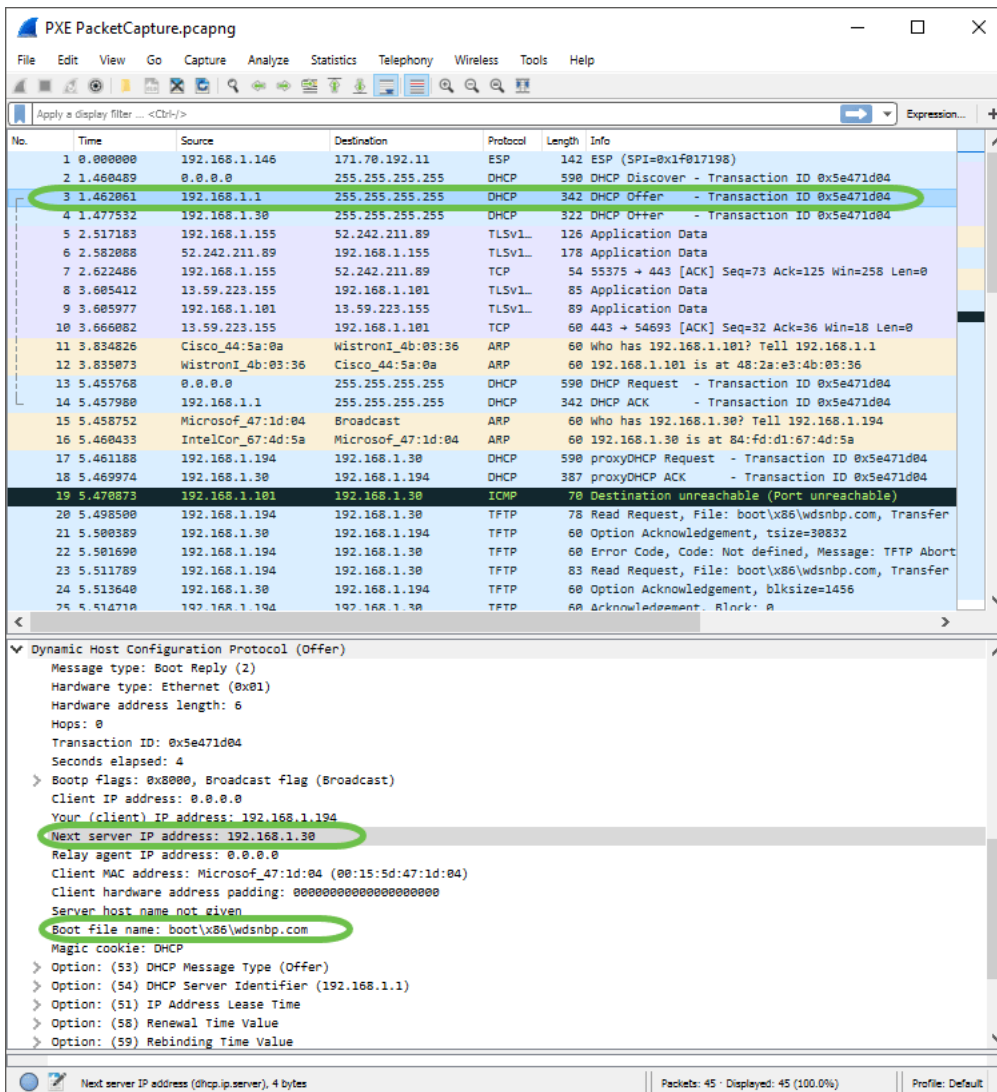 PXE PacketCapture.pcapng
File Edit View Go Capture Analyze Statistics Telephony Wireless Tools Help
Apply a display filter ... <Ctrl-/> Expression... +
No. Time Source Destination Protocol Length Info
1 0.000000 192.168.1.146 171.70.192.11 ESP 142 ESP (SPI=0x1f017198)
2 1.460489 0.0.0.0 255.255.255.255 DHCP 590 DHCP Discover - Transaction ID 0x5e471d04
3 1.462061 192.168.1.1 255.255.255.255 DHCP 342 DHCP Offer - Transaction ID 0x5e471d04
4 1.477532 192.168.1.30 255.255.255.255 DHCP 322 DHCP Offer - Transaction ID 0x5e471d04
5 2.517183 192.168.1.155 52.242.211.89 TLSv1… 126 Application Data
6 2.582088 52.242.211.89 192.168.1.155 TLSv1… 178 Application Data
7 2.622486 192.168.1.155 52.242.211.89 TCP 54 55375 → 443 [ACK] Seq=73 Ack=125 Win=258 Len=0
8 3.605412 13.59.223.155 192.168.1.101 TLSv1… 85 Application Data
9 3.605977 192.168.1.101 13.59.223.155 TLSv1… 89 Application Data
10 3.666082 13.59.223.155 192.168.1.101 TCP 60 443 → 54693 [ACK] Seq=32 Ack=36 Win=18 Len=0
11 3.834826 Cisco_44:5a:0a WistronI_4b:03:36 ARP 60 Who has 192.168.1.101? Tell 192.168.1.1
12 3.835073 WistronI_4b:03:36 Cisco_44:5a:0a ARP 60 192.168.1.101 is at 48:2a:e3:4b:03:36
13 5.455768 0.0.0.0 255.255.255.255 DHCP 590 DHCP Request - Transaction ID 0x5e471d04
14 5.457980 192.168.1.1 255.255.255.255 DHCP 342 DHCP ACK - Transaction ID 0x5e471d04
15 5.458752 Microsof_47:1d:04 Broadcast ARP 60 Who has 192.168.1.30? Tell 192.168.1.194
16 5.460433 IntelCor_67:4d:5a Microsof_47:1d:04 ARP 60 192.168.1.30 is at 84:fd:d1:67:4d:5a
17 5.461188 192.168.1.194 192.168.1.30 DHCP 590 proxyDHCP Request - Transaction ID 0x5e471d04
18 5.469974 192.168.1.30 192.168.1.194 DHCP 387 proxyDHCP ACK - Transaction ID 0x5e471d04
19 5.470873 192.168.1.101 192.168.1.30 ICMP 70 Destination unreachable (Port unreachable)
20 5.498500 192.168.1.194 192.168.1.30 TFTP 78 Read Request, File: boot\x86\wdsnbp.com, Transfer
21 5.500389 192.168.1.30 192.168.1.194 TFTP 60 Option Acknowledgement, tsize=30832
22 5.501690 192.168.1.194 192.168.1.30 TFTP 60 Error Code, Code: Not defined, Message: TFTP Abort
23 5.511789 192.168.1.194 192.168.1.30 TFTP 83 Read Request, File: boot\x86\wdsnbp.com, Transfer
24 5.513640 192.168.1.30 192.168.1.194 TFTP 60 Option Acknowledgement, blksize=1456
25 5.514710 192.168.1.194 192.168.1.30 TFTP 60 Acknowledgement, Block: 0
Dynamic Host Configuration Protocol (Offer)
Message type: Boot Reply (2)
Hardware type: Ethernet (0x01)
Hardware address length: 6
Hops: 0
Transaction ID: 0x5e471d04
Seconds elapsed: 4
Bootp flags: 0x8000, Broadcast flag (Broadcast)
Client IP address: 0.0.0.0
Your (client) IP address: 192.168.1.194
Next server IP address: 192.168.1.30
Relay agent IP address: 0.0.0.0
Client MAC address: Microsof_47:1d:04 (00:15:5d:47:1d:04)
Client hardware address padding: 00000000000000000000
Server host name not given
Boot file name: boot\x86\wdsnbp.com
Magic cookie: DHCP
Option: (53) DHCP Message Type (Offer)
Option: (54) DHCP Server Identifier (192.168.1.1)
Option: (51) IP Address Lease Time
Option: (58) Renewal Time Value
Option: (59) Rebinding Time Value
Next server IP address (dhcp.ip.server), 4 bytes Packets: 45 · Displayed: 45 (100.0%) Profile: Default